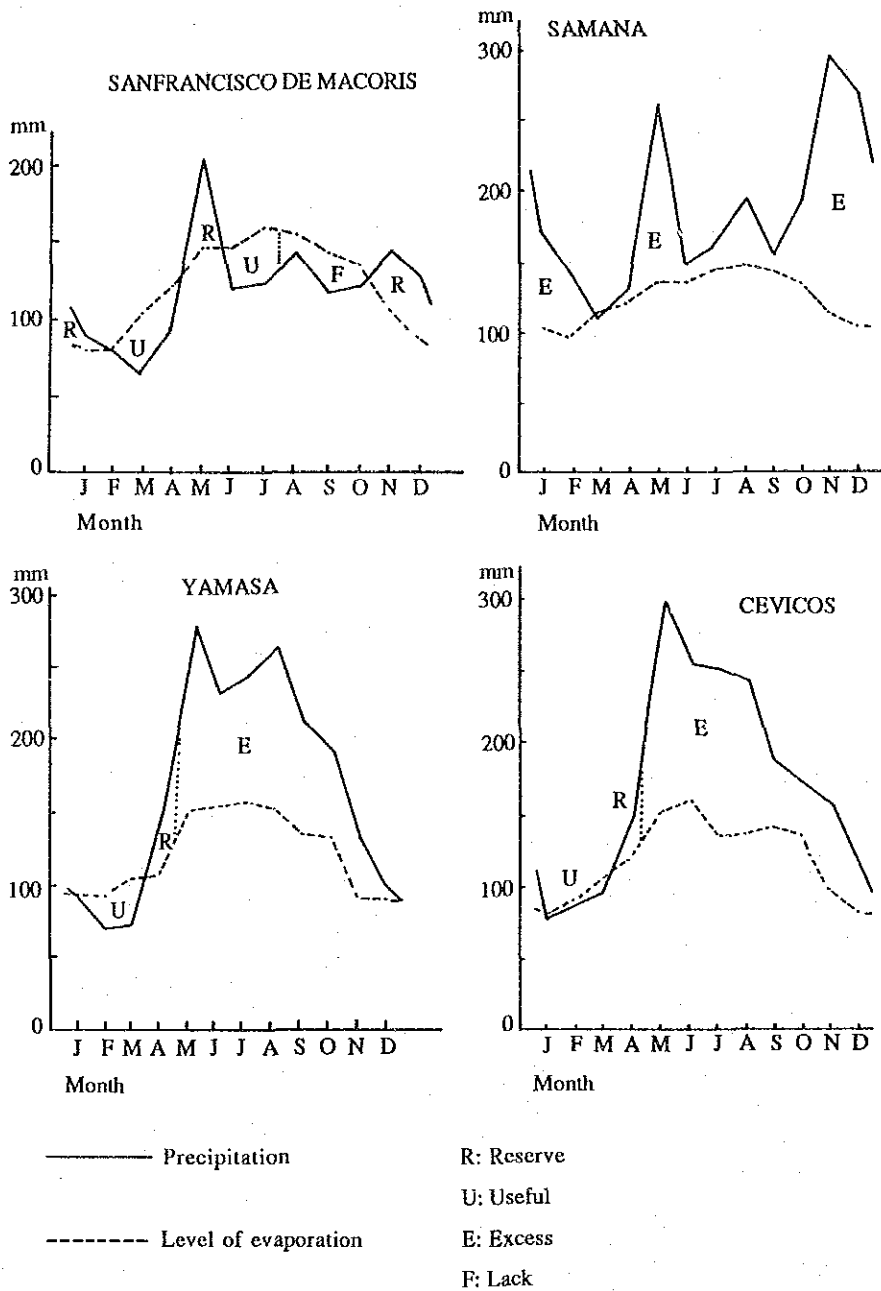 SANFRANCISCO DE MACORIS
mm
200
100
0
R
U
R
U
F
R
J F M A M J J A S O N D
Month
SAMANA
mm
300
200
100
0
E
E
E
J F M A M J J A S O N D
Month
YAMASA
mm
300
200
100
0
U
R
E
J F M A M J J A S O N D
Month
CEVICOS
mm
300
200
100
0
U
R
E
J F M A M J J A S O N D
Month
Precipitation
Level of evaporation
R: Reserve
U: Useful
E: Excess
F: Lack